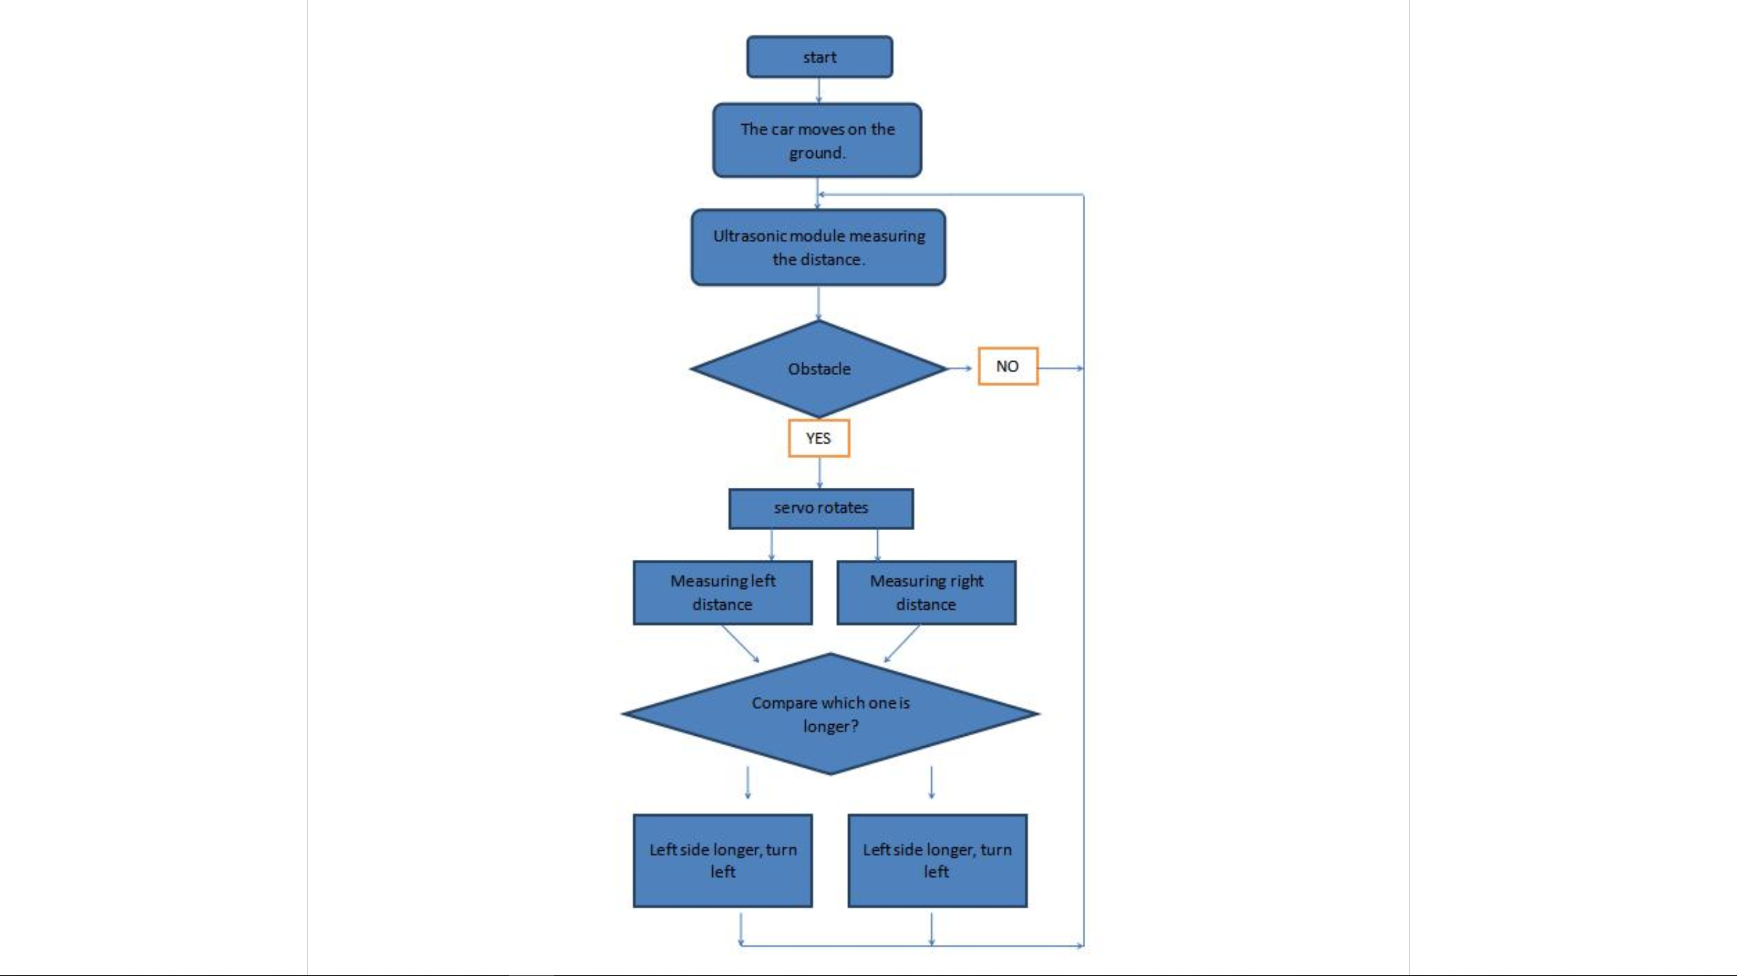 start
The car moves on the
ground.
Ultrasonic module measuring
the distance.
Obstacle
NO
YES
servo rotates
Measuring left
distance
Measuring right
distance
Compare which one is
longer?
Left side longer, turn
left
Left side longer, turn
left